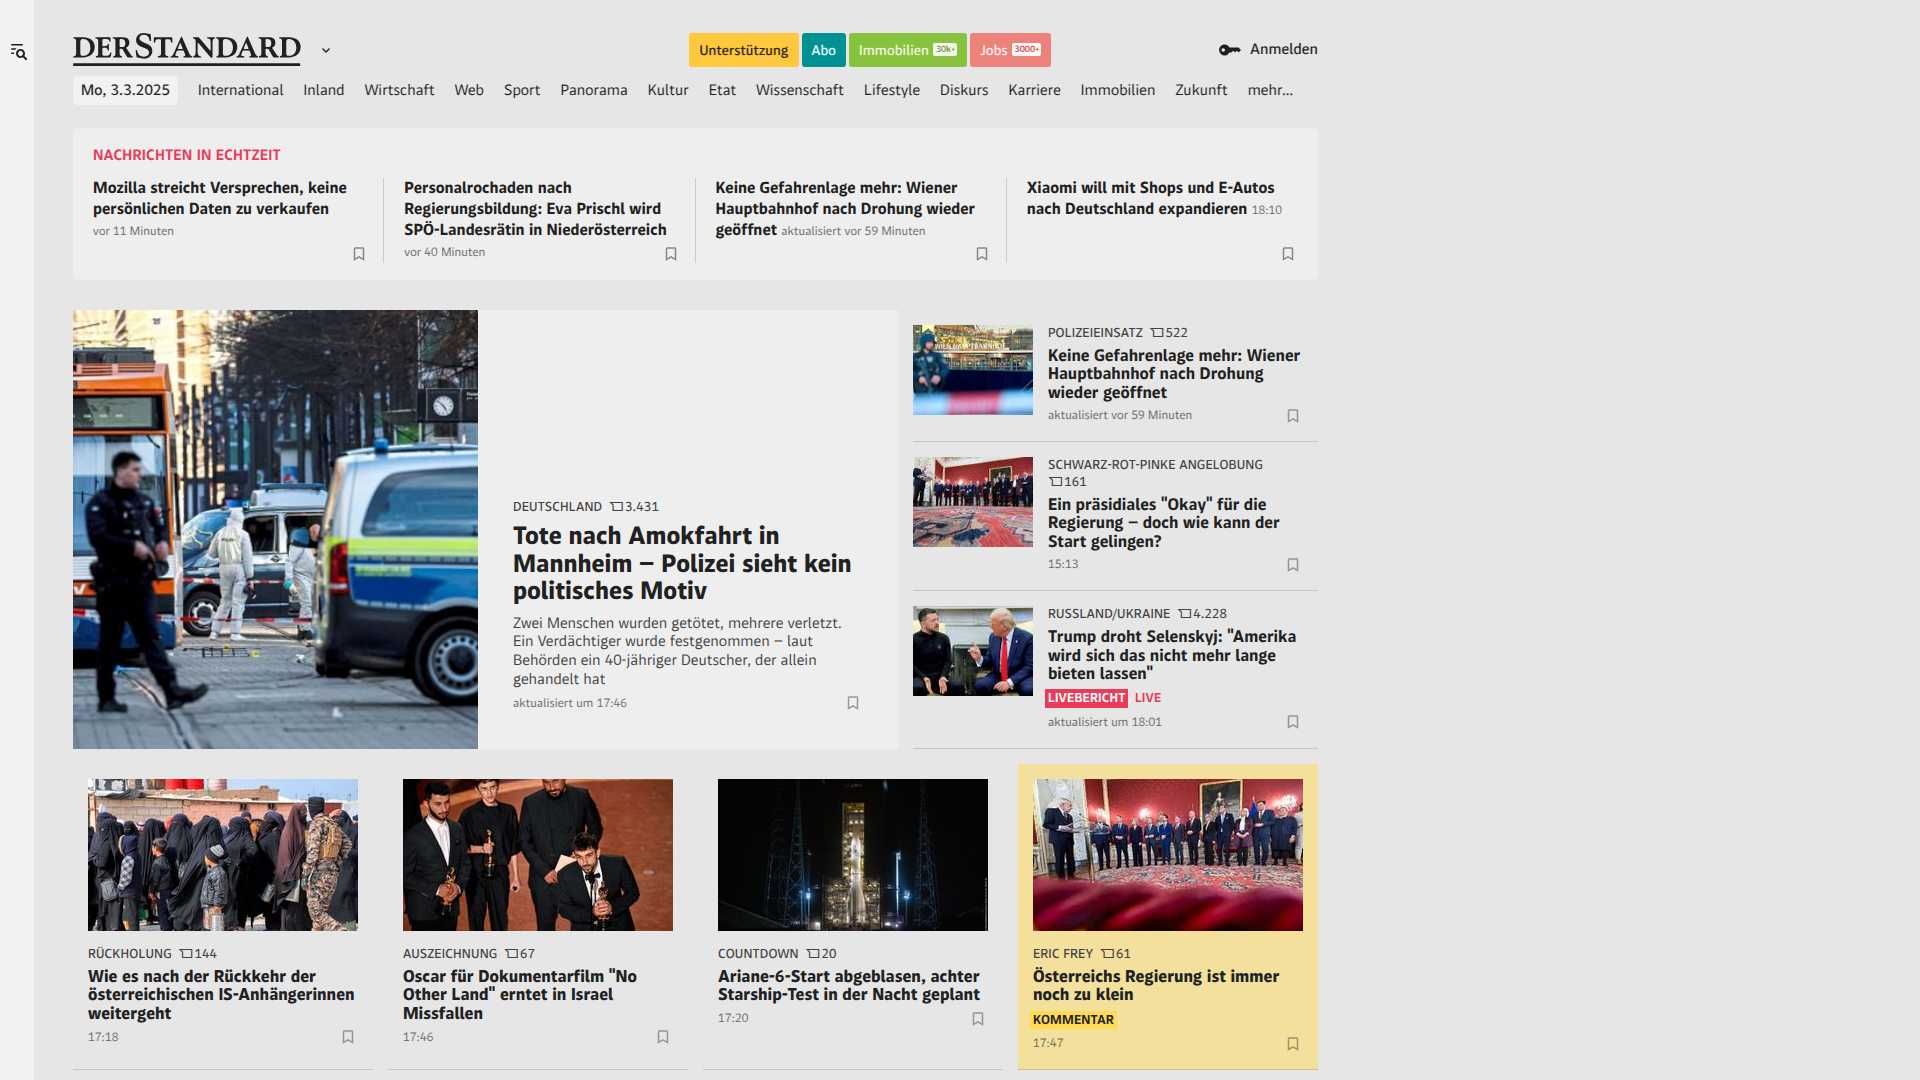 DERSTANDARD
Unterstützung
Abo
Immobilien 30k+
Jobs 3000+
Anmelden
Mo, 3.3.2025
International
Inland
Wirtschaft
Web
Sport
Panorama
Kultur
Etat
Wissenschaft
Lifestyle
Diskurs
Karriere
Immobilien
Zukunft
mehr...
NACHRICHTEN IN ECHTZEIT
Mozilla streicht Versprechen, keine
persönlichen Daten zu verkaufen
vor 11 Minuten
Personalrochaden nach
Regierungsbildung: Eva Prischl wird
SPÖ-Landesrätin in Niederösterreich
vor 40 Minuten
Keine Gefahrenlage mehr: Wiener
Hauptbahnhof nach Drohung wieder
geöffnet aktualisiert vor 59 Minuten
Xiaomi will mit Shops und E-Autos
nach Deutschland expandieren 18:10
DEUTSCHLAND 3.431
Tote nach Amokfahrt in
Mannheim – Polizei sieht kein
politisches Motiv
Zwei Menschen wurden getötet, mehrere verletzt.
Ein Verdächtiger wurde festgenommen – laut
Behörden ein 40-jähriger Deutscher, der allein
gehandelt hat
aktualisiert um 17:46
POLIZEIEINSATZ 522
Keine Gefahrenlage mehr: Wiener
Hauptbahnhof nach Drohung
wieder geöffnet
aktualisiert vor 59 Minuten
SCHWARZ-ROT-PINKE ANGELOBUNG
161
Ein präsidiales "Okay" für die
Regierung – doch wie kann der
Start gelingen?
15:13
RUSSLAND/UKRAINE 4.228
Trump droht Selenskyj: "Amerika
wird sich das nicht mehr lange
bieten lassen"
LIVEBERICHT LIVE
aktualisiert um 18:01
RÜCKHOLUNG 144
Wie es nach der Rückkehr der
österreichischen IS-Anhängerinnen
weitergeht
17:18
AUSZEICHNUNG 67
Oscar für Dokumentarfilm "No
Other Land" erntet in Israel
Missfallen
17:46
COUNTDOWN 20
Ariane-6-Start abgeblasen, achter
Starship-Test in der Nacht geplant
17:20
ERIC FREY 61
Österreichs Regierung ist immer
noch zu klein
KOMMENTAR
17:47